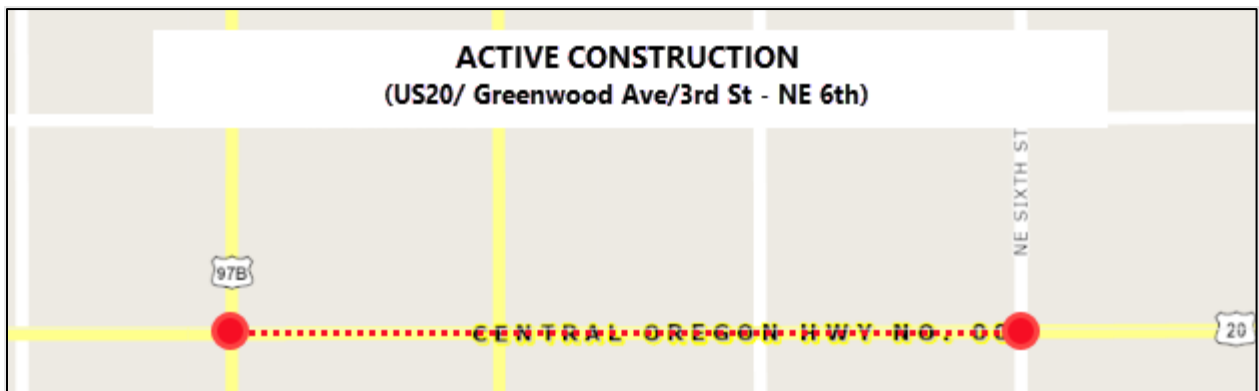 ACTIVE CONSTRUCTION
(US20/ Greenwood Ave/3rd St - NE 6th)
NE SIXTH ST
97B
CENTRAL OREGON HWY NO.
20